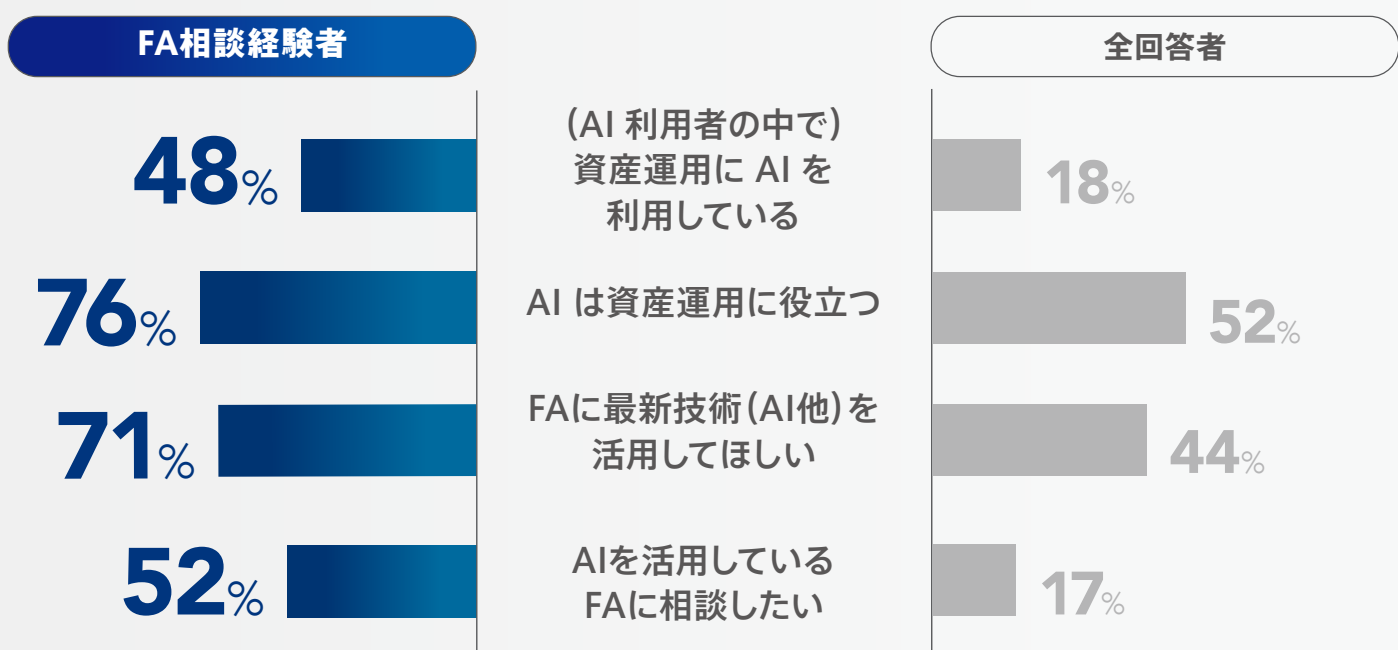 FA相談経験者
全回答者
48%
(AI 利用者の中で)
資産運用に AI を
利用している
18%
76%
AI は資産運用に役立つ
52%
71%
FAに最新技術(AI他)を
活用してほしい
44%
52%
AIを活用している
FAに相談したい
17%